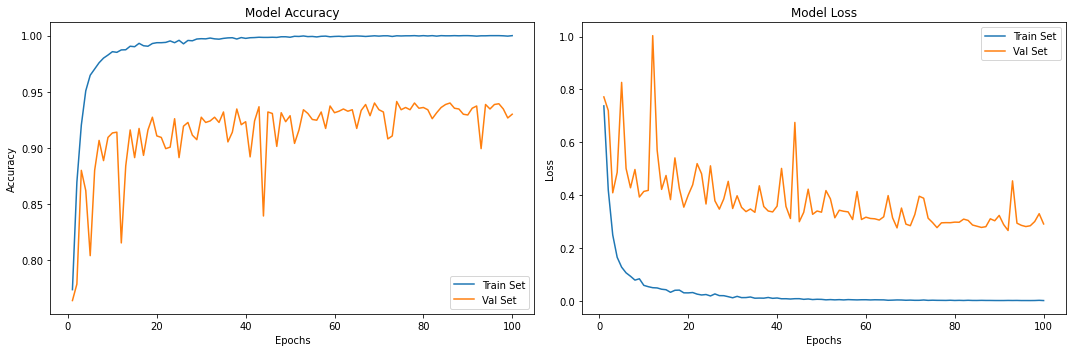 Model Accuracy
1.00
0.95
0.90
0.85
0.80
Accuracy
0 20 40 60 80 100
Epochs
Train Set
Val Set
Model Loss
1.0
0.8
0.6
0.4
0.2
0.0
Loss
0 20 40 60 80 100
Epochs
Train Set
Val Set